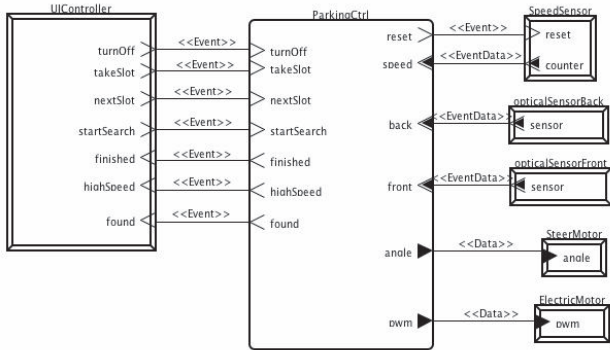 UIController
ParkingCtrl
SpeedSensor
turnOff <<Event>> turnOff
takeSlot <<Event>> takeSlot
nextSlot <<Event>> nextSlot
startSearch <<Event>> startSearch
finished <<Event>> finished
highSpeed <<Event>> highSpeed
found <<Event>> found
reset <<Event>> reset
speed <<EventData>> counter
opticalSensorBack
back <<EventData>> sensor
opticalSensorFront
front <<EventData>> sensor
SteerMotor
angle <<Data>> angle
ElectricMotor
pwm <<Data>> pwm